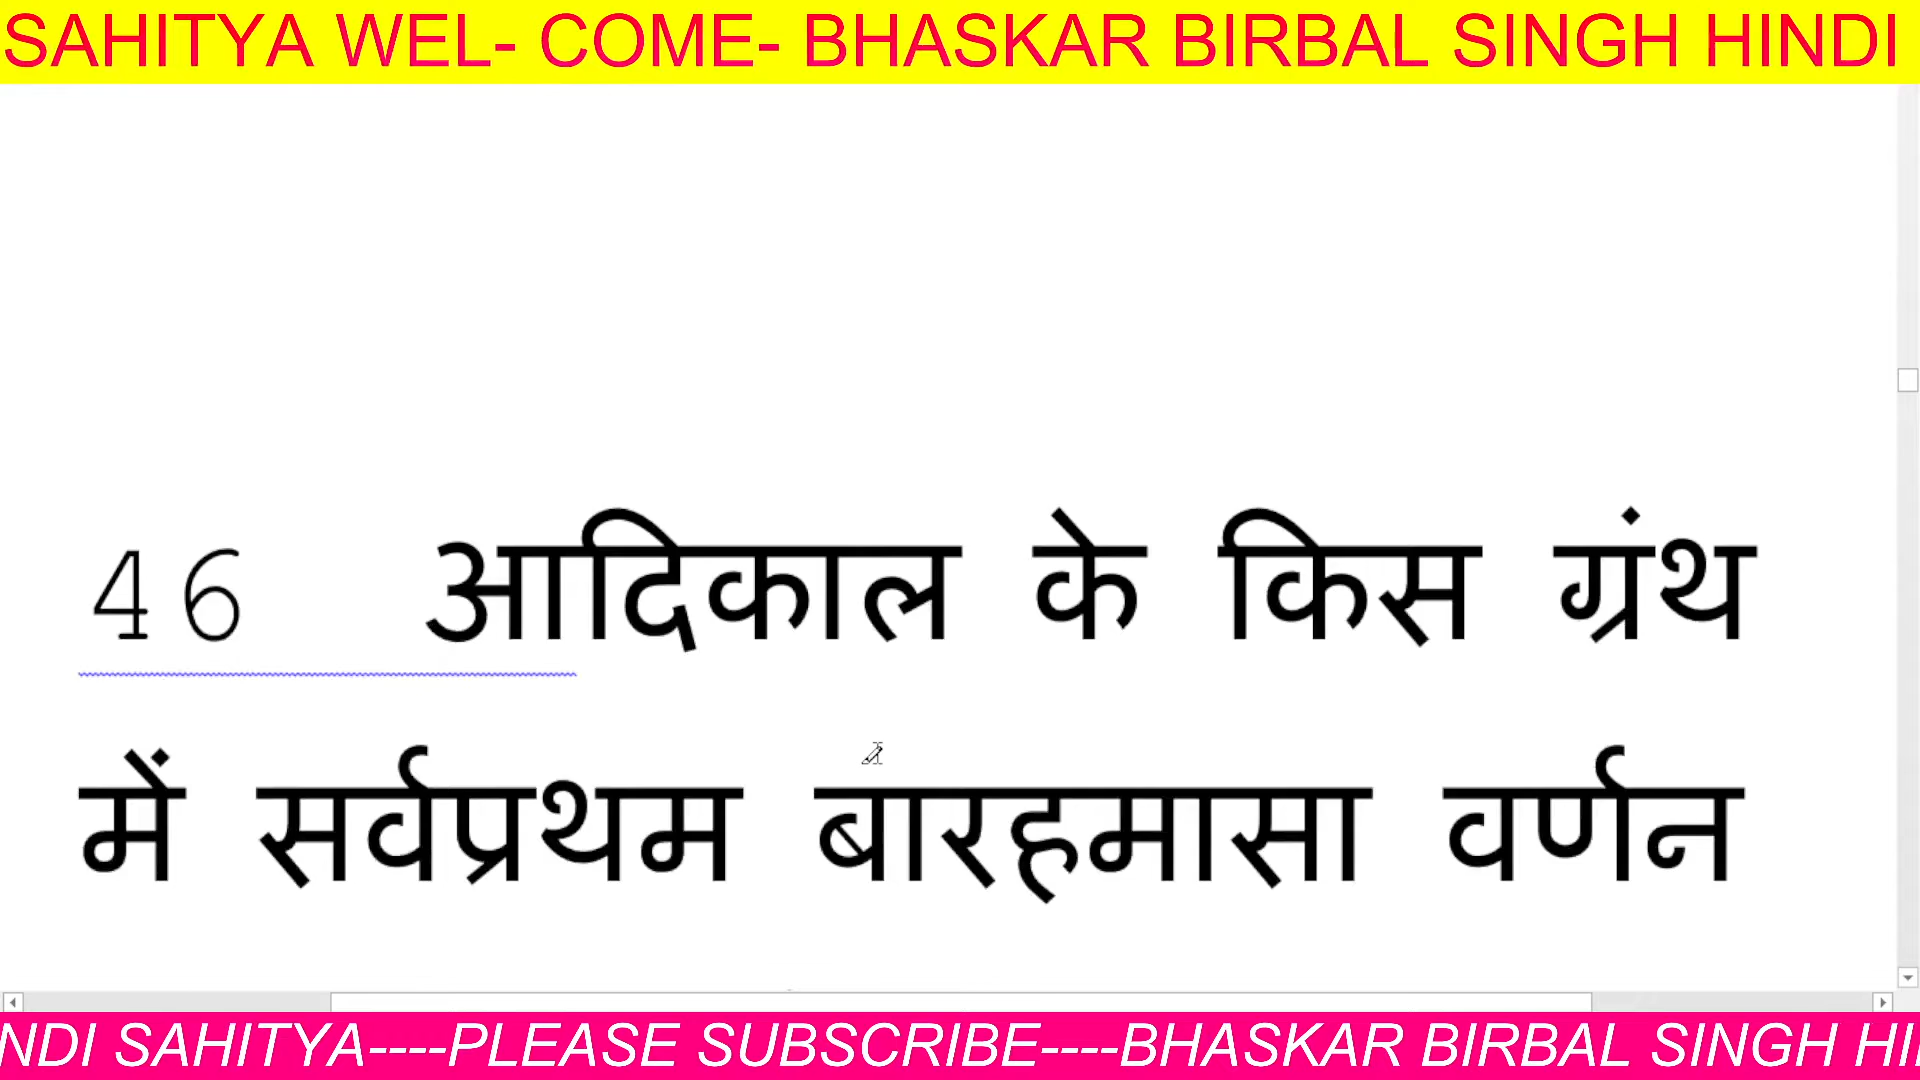 SAHITYA WEL- COME- BHASKAR BIRBAL SINGH HINDI
46 आदिकाल के किस ग्रंथ
में सर्वप्रथम बारहमासा वर्णन
NDI SAHITYA----PLEASE SUBSCRIBE----BHASKAR BIRBAL SINGH HI